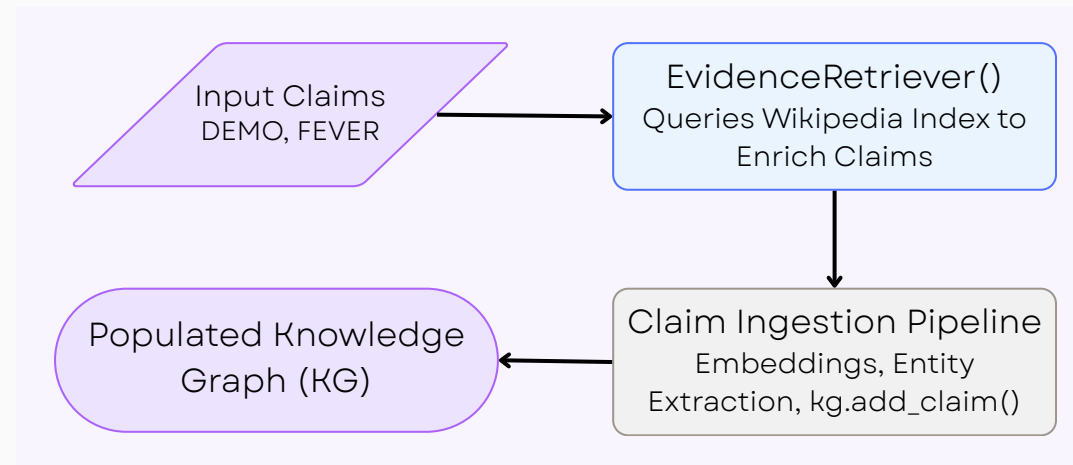 Input Claims
DEMO, FEVER
EvidenceRetriever()
Queries Wikipedia Index to
Enrich Claims
Claim Ingestion Pipeline
Embeddings, Entity
Extraction, kg.add_claim()
Populated Knowledge
Graph (KG)